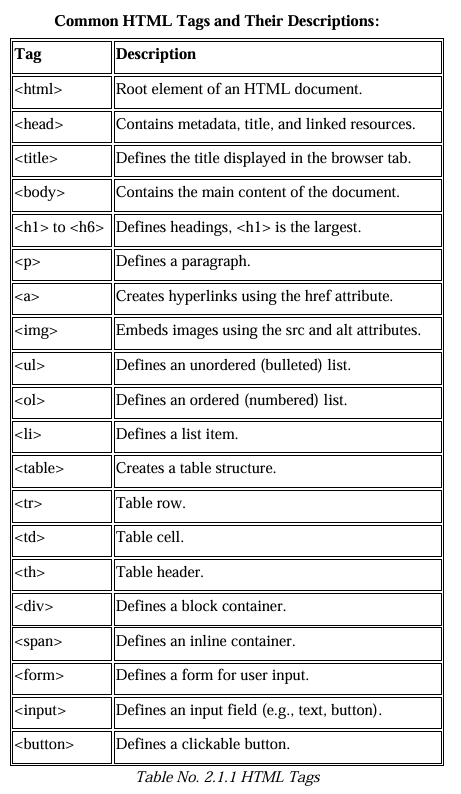 Common HTML Tags and Their Descriptions:
Tag Description
<html> Root element of an HTML document.
<head> Contains metadata, title, and linked resources.
<title> Defines the title displayed in the browser tab.
<body> Contains the main content of the document.
<h1> to <h6> Defines headings, <h1> is the largest.
<p> Defines a paragraph.
<a> Creates hyperlinks using the href attribute.
<img> Embeds images using the src and alt attributes.
<ul> Defines an unordered (bulleted) list.
<ol> Defines an ordered (numbered) list.
<li> Defines a list item.
<table> Creates a table structure.
<tr> Table row.
<td> Table cell.
<th> Table header.
<div> Defines a block container.
<span> Defines an inline container.
<form> Defines a form for user input.
<input> Defines an input field (e.g., text, button).
<button> Defines a clickable button.
Table No. 2.1.1 HTML Tags